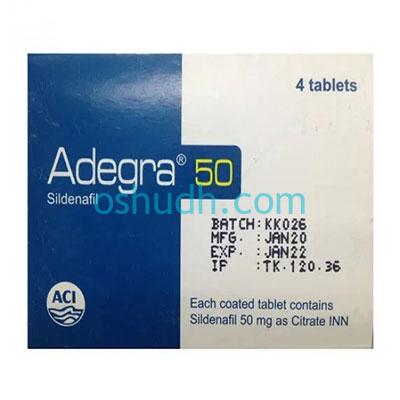 4 tablets
Adegra® 50
Sildenafil
oshudh.com
BATCH:KK026
MFG. :JAN20
EXP. :JAN22
IP :TK.120.36
ACI
Each coated tablet contains
Sildenafil 50 mg as Citrate INN